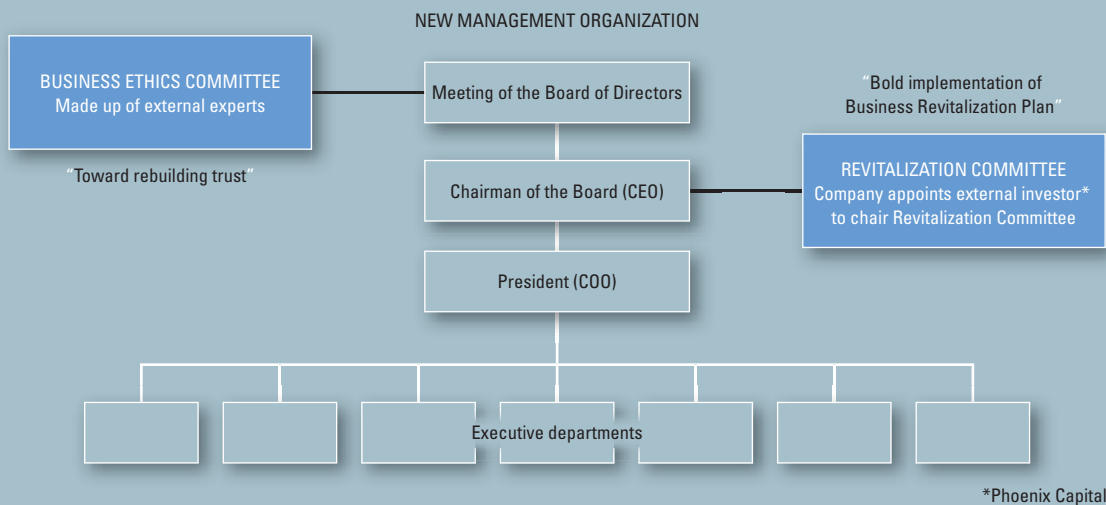 NEW MANAGEMENT ORGANIZATION
BUSINESS ETHICS COMMITTEE
Made up of external experts
"Toward rebuilding trust"
Meeting of the Board of Directors
"Bold implementation of
Business Revitalization Plan"
Chairman of the Board (CEO)
REVITALIZATION COMMITTEE
Company appoints external investor*
to chair Revitalization Committee
President (COO)
Executive departments
*Phoenix Capital